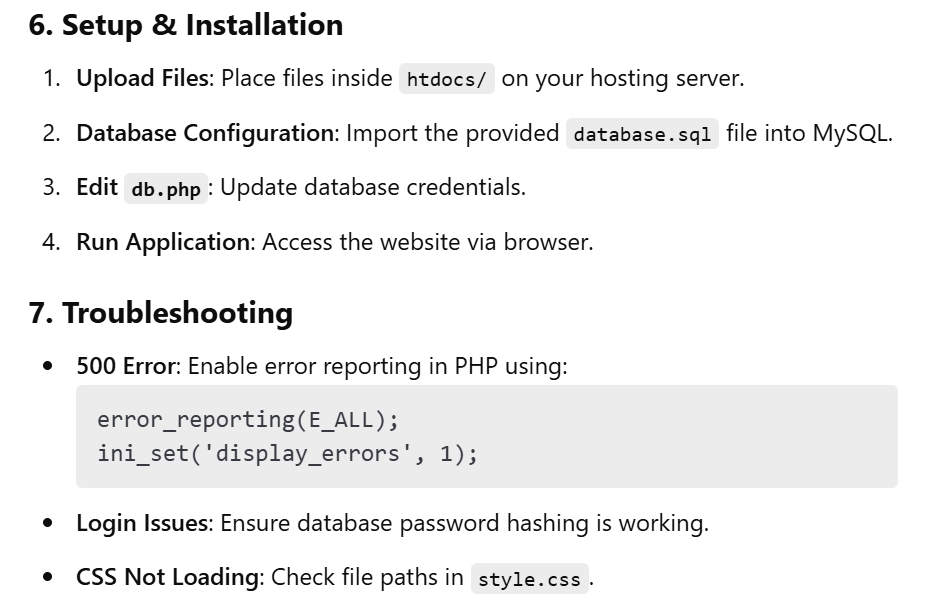 6. Setup & Installation
1. Upload Files: Place files inside htdocs/ on your hosting server.
2. Database Configuration: Import the provided database.sql file into MySQL.
3. Edit db.php: Update database credentials.
4. Run Application: Access the website via browser.
7. Troubleshooting
• 500 Error: Enable error reporting in PHP using:
error_reporting(E_ALL);
ini_set('display_errors', 1);
• Login Issues: Ensure database password hashing is working.
• CSS Not Loading: Check file paths in style.css.